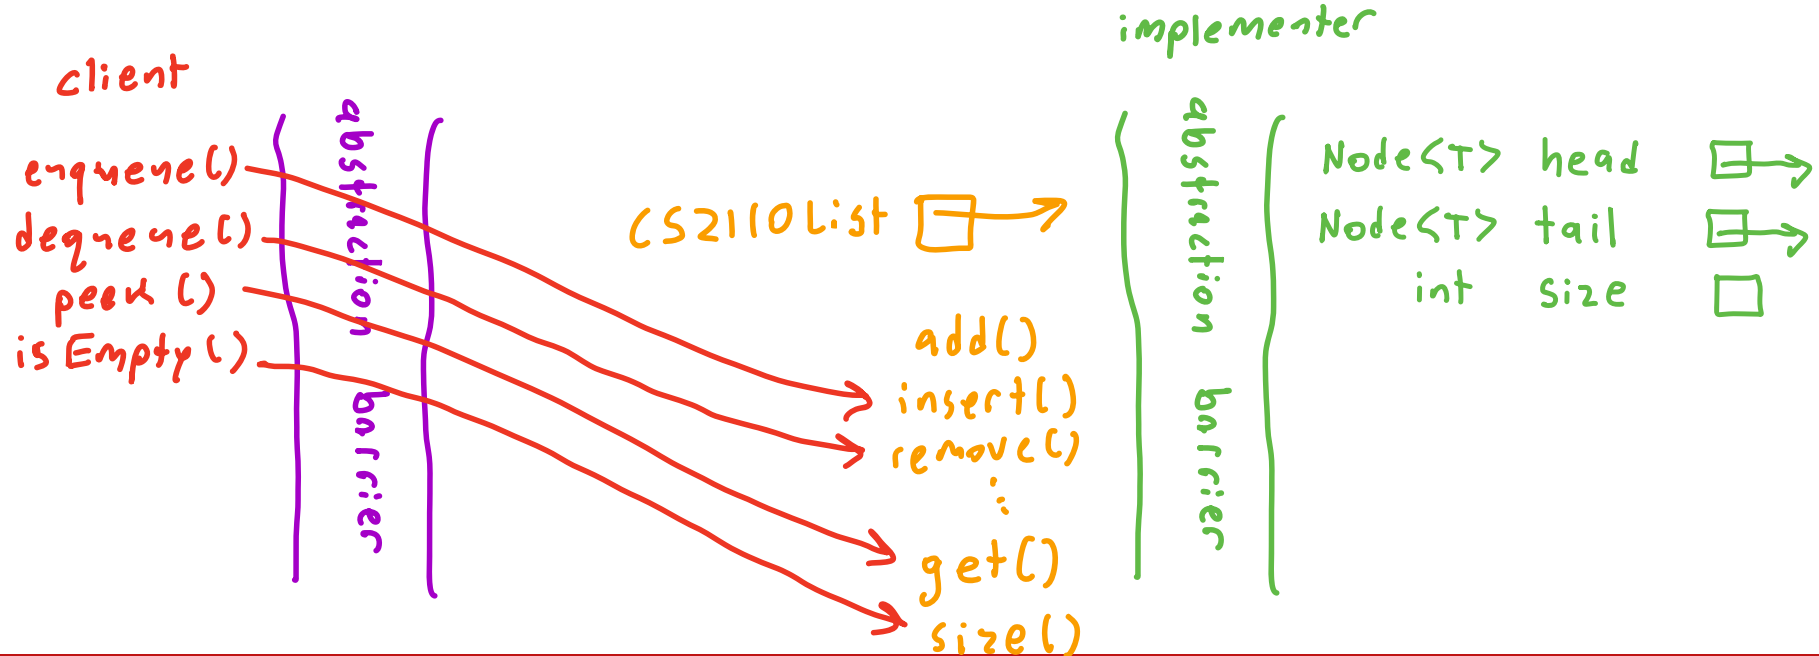 client
enqueue()
dequeue()
peek()
isEmpty()
abstraction barrier
CS2110List
add()
insert()
remove()
...
get()
size()
implementer
abstraction barrier
Node<T> head
Node<T> tail
int size